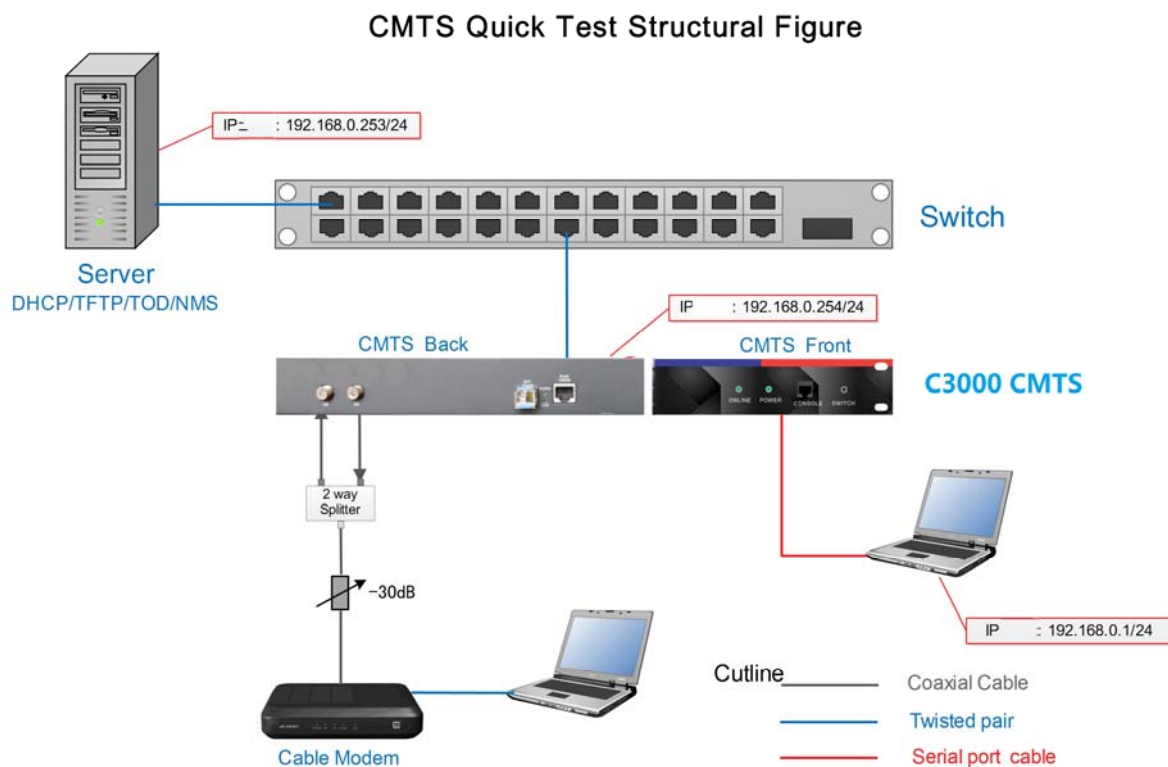 CMTS Quick Test Structural Figure
IP: : 192.168.0.253/24
Switch
Server
DHCP/TFTP/TOD/NMS
IP : 192.168.0.254/24
CMTS Back
CMTS Front
C3000 CMTS
ONLINE POWER CONSOLE SWITCH
2 way
Splitter
-30dB
IP : 192.168.0.1/24
Cutline
Coaxial Cable
Twisted pair
Serial port cable
Cable Modem